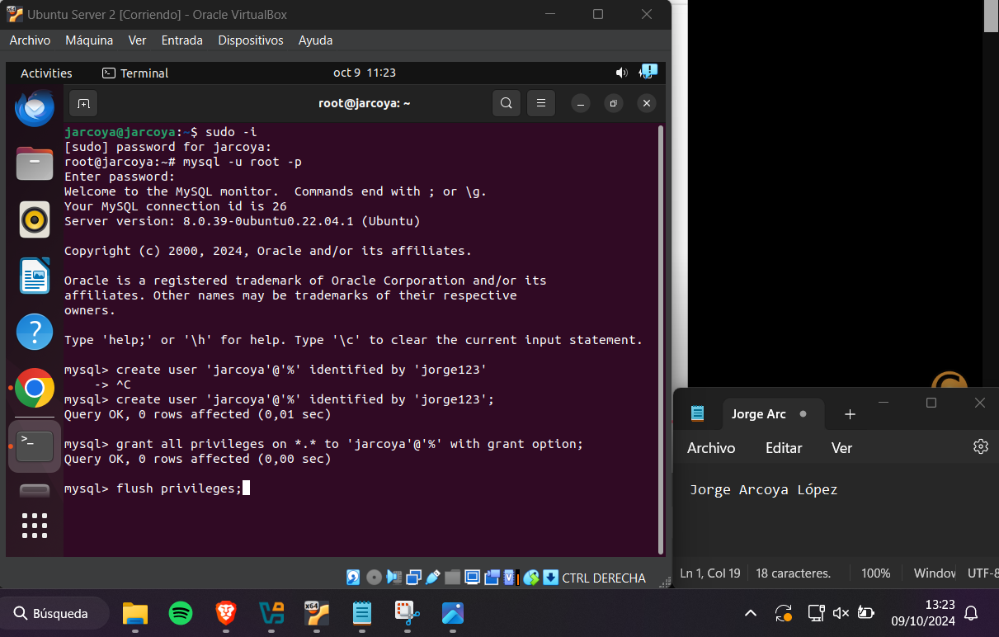 Ubuntu Server 2 [Corriendo] - Oracle VirtualBox
Archivo Máquina Ver Entrada Dispositivos Ayuda
Activities Terminal oct 9 11:23
root@jarcoya: ~
jarcoya@jarcoya:~$ sudo -i
[sudo] password for jarcoya:
root@jarcoya:~# mysql -u root -p
Enter password:
Welcome to the MySQL monitor.  Commands end with ; or \g.
Your MySQL connection id is 26
Server version: 8.0.39-0ubuntu0.22.04.1 (Ubuntu)
Copyright (c) 2000, 2024, Oracle and/or its affiliates.
Oracle is a registered trademark of Oracle Corporation and/or its
affiliates. Other names may be trademarks of their respective
owners.
Type 'help;' or '\h' for help. Type '\c' to clear the current input statement.
mysql> create user 'jarcoya'@'%' identified by 'jorge123'
    -> ^C
mysql> create user 'jarcoya'@'%' identified by 'jorge123';
Query OK, 0 rows affected (0,01 sec)
mysql> grant all privileges on *.* to 'jarcoya'@'%' with grant option;
Query OK, 0 rows affected (0,00 sec)
mysql> flush privileges;
CTRL DERECHA
Jorge Arc
Archivo Editar Ver
Jorge Arcoya López
Ln 1, Col 19 18 caracteres. 100% Window UTF-8
Búsqueda
x64
13:23
09/10/2024